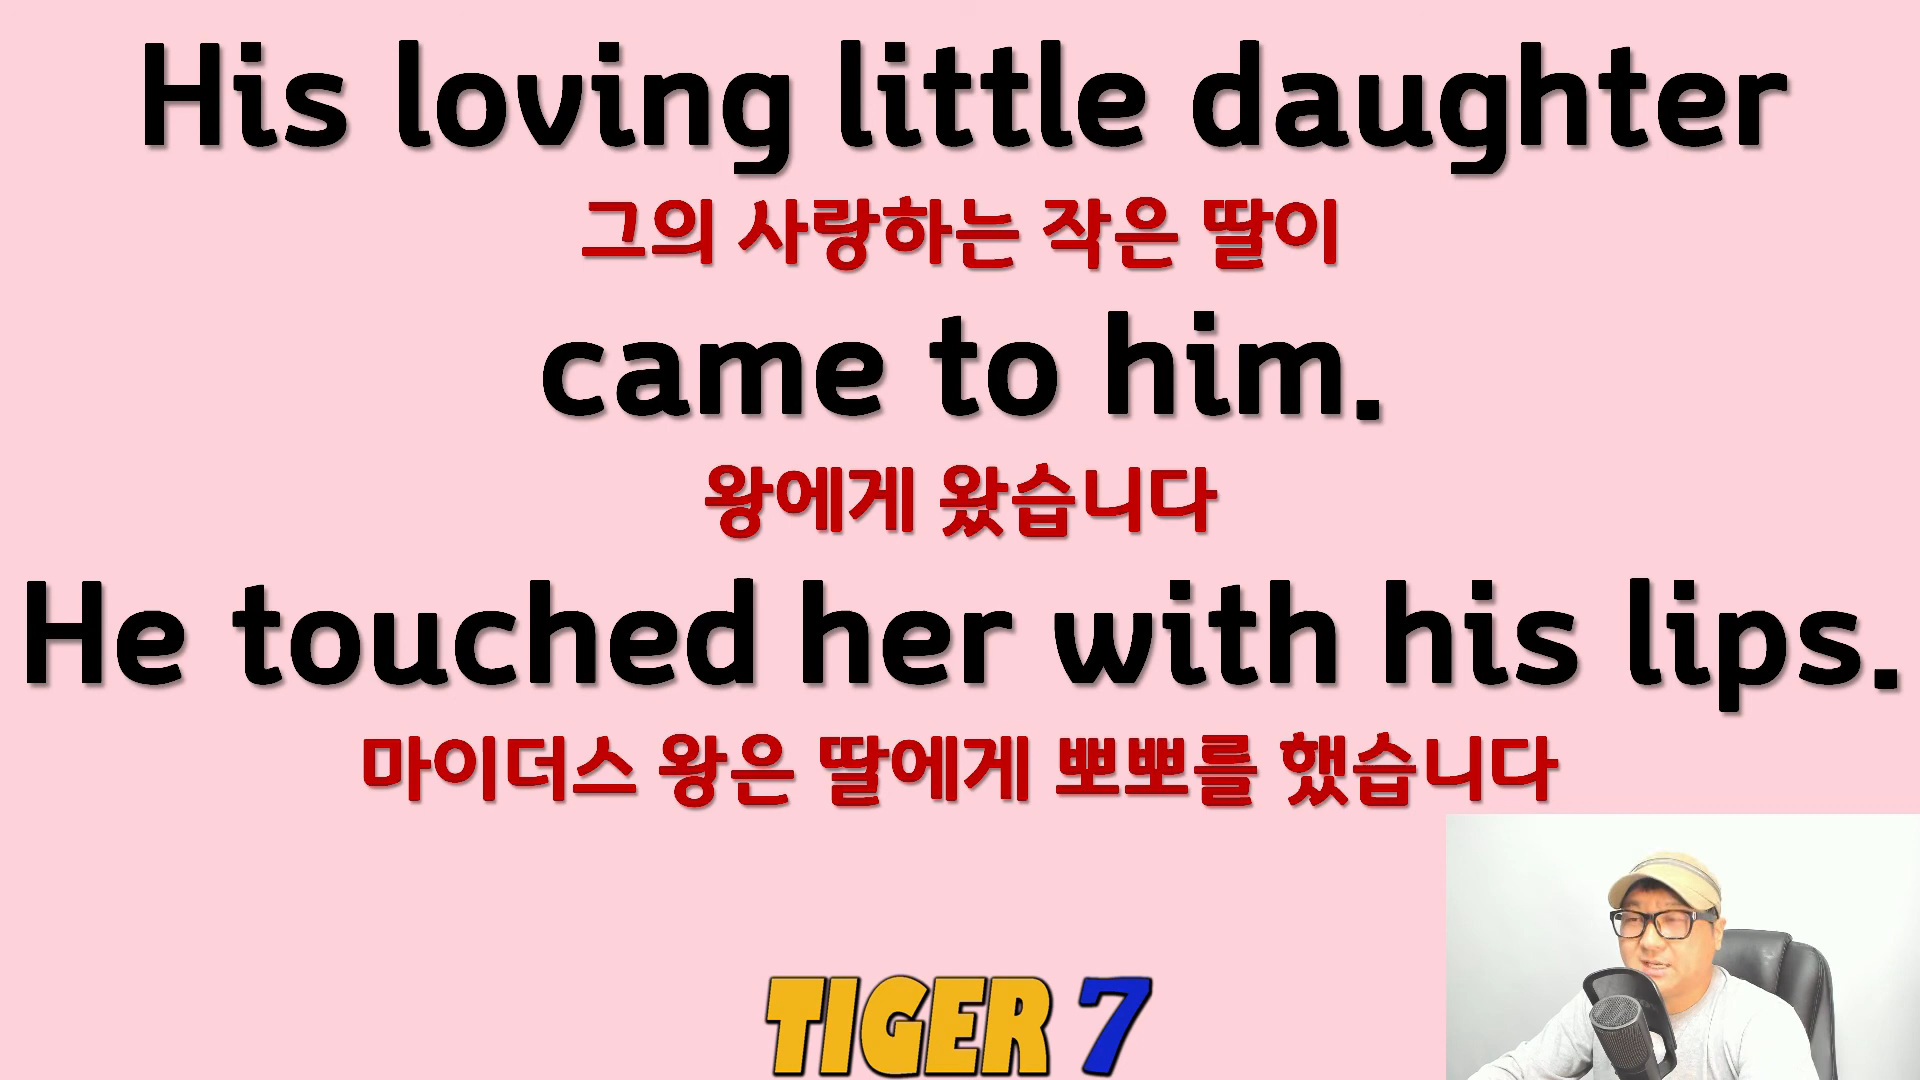 His loving little daughter
그의 사랑하는 작은 딸이
came to him.
왕에게 왔습니다
He touched her with his lips.
마이더스 왕은 딸에게 뽀뽀를 했습니다
TIGER 7